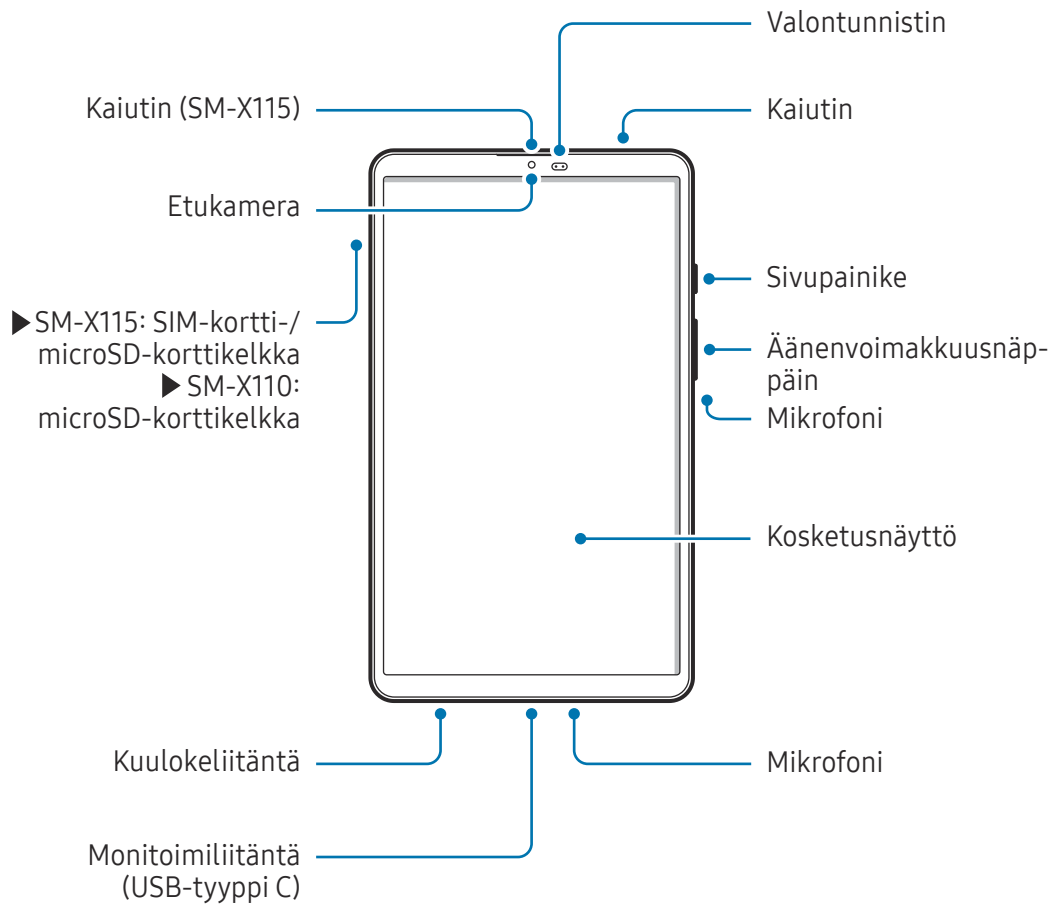 Valontunnistin
Kaiutin (SM-X115)
Kaiutin
Etukamera
Sivupainike
▶SM-X115: SIM-kortti-/
microSD-korttikelkka
▶ SM-X110:
microSD-korttikelkka
Äänenvoimakkuusnäp-
päin
Mikrofoni
Kosketusnäyttö
Kuulokeliitäntä
Mikrofoni
Monitoimiliitäntä
(USB-tyyppi C)